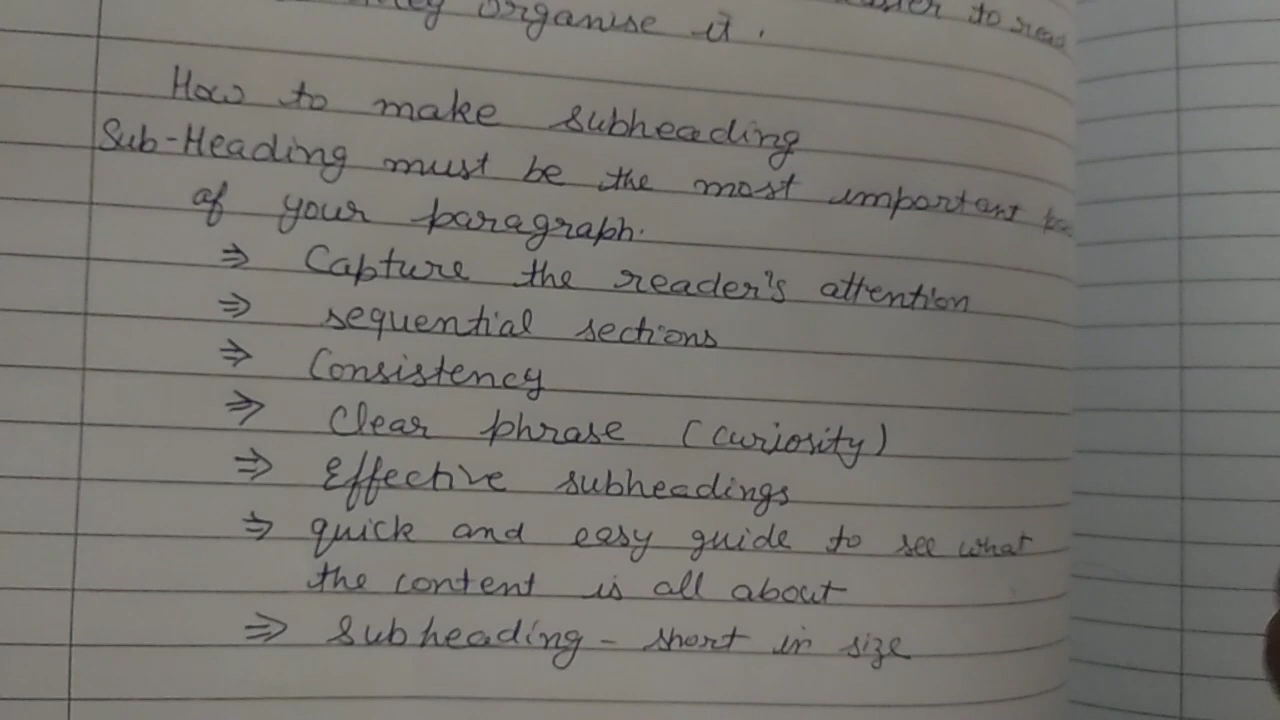 organise it.
to read
How to make subheading
Sub-Heading must be the most important
of your paragraph.
⇒ Capture the reader's attention
⇒ sequential sections
⇒ Consistency
⇒ Clear phrase (curiosity)
⇒ Effective subheadings
⇒ quick and easy guide to see what
the content is all about
⇒ Subheading - short in size